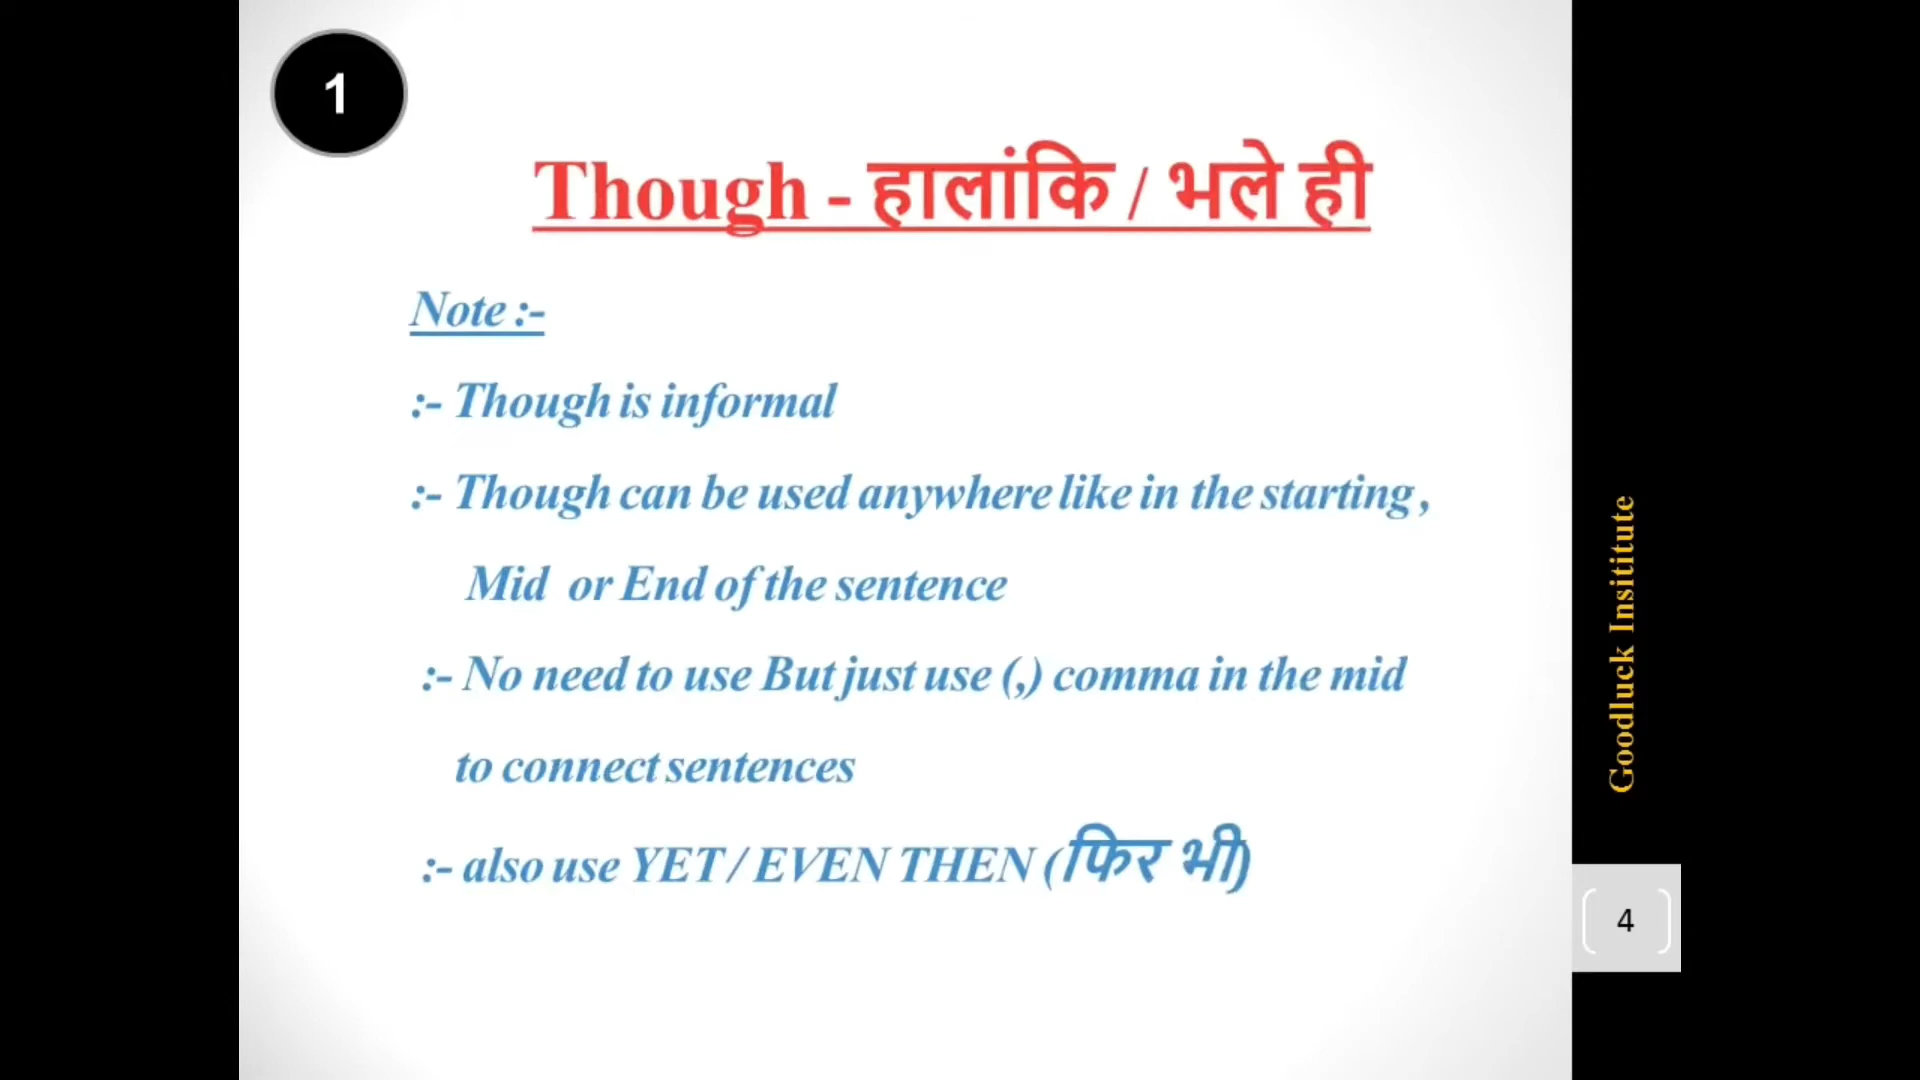 1
Though - हालांकि / भले ही
Note :-
:- Though is informal
:- Though can be used anywhere like in the starting ,
Mid or End of the sentence
:- No need to use But just use (,) comma in the mid
to connect sentences
:- also use YET / EVEN THEN (फिर भी)
Goodluck Insititute
4